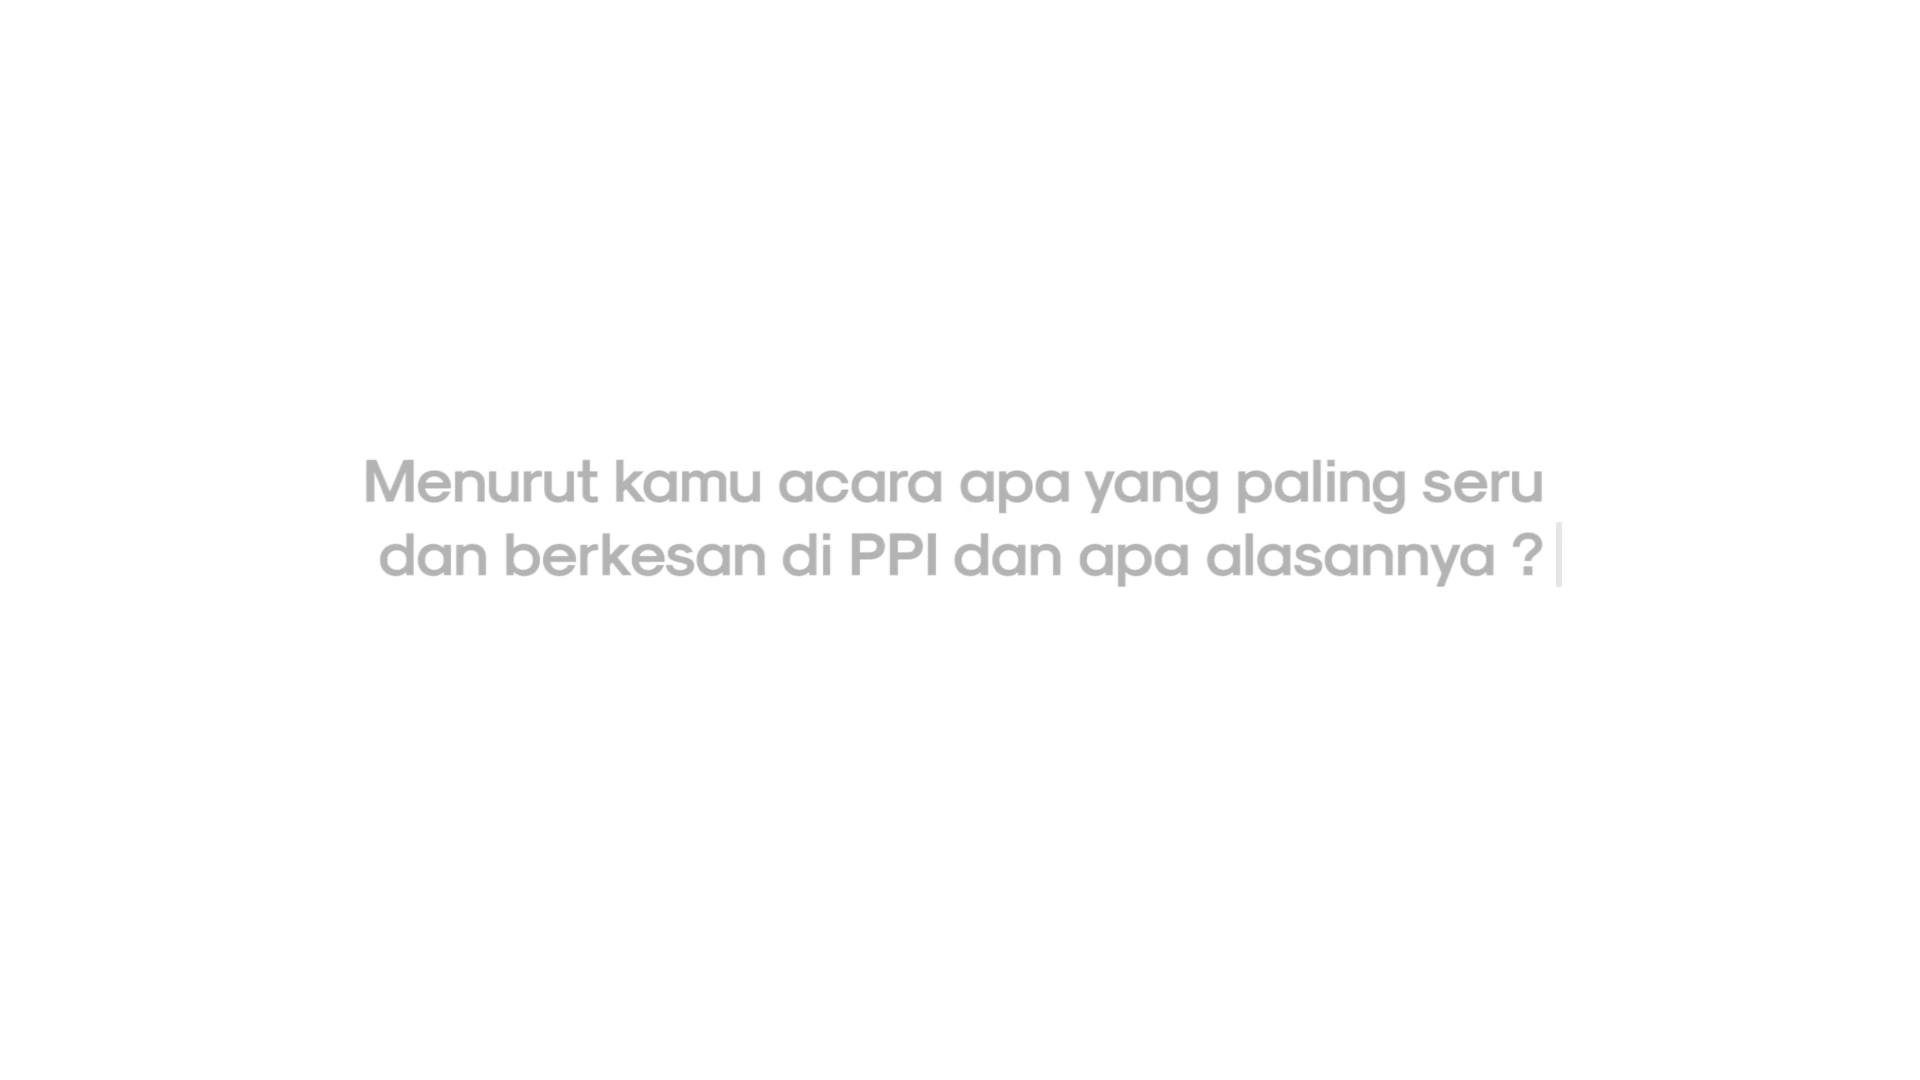 Menurut kamu acara apa yang paling seru
dan berkesan di PPI dan apa alasannya ?